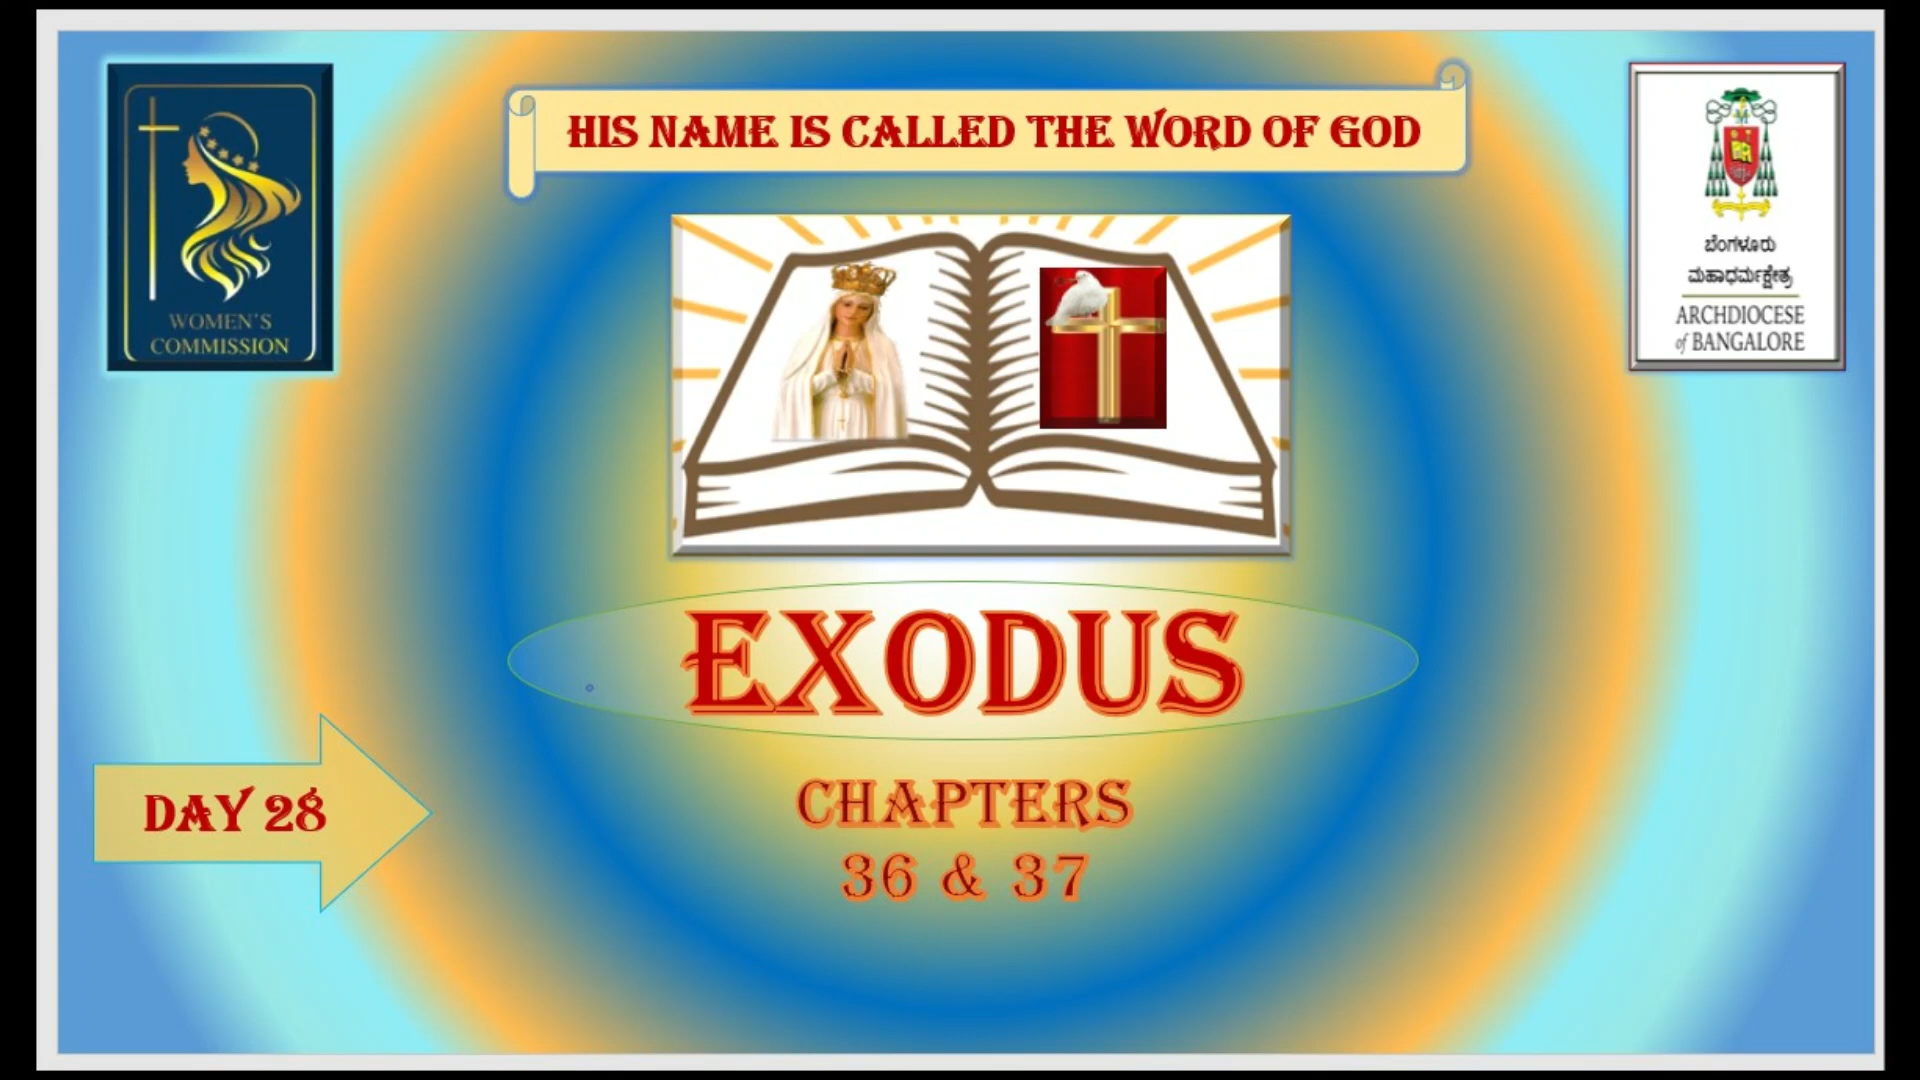 HIS NAME IS CALLED THE WORD OF GOD
WOMEN'S
COMMISSION
ಬೆಂಗಳೂರು
ಮಹಾಧರ್ಮಕ್ಷೇತ್ರ
ARCHDIOCESE
of BANGALORE
EXODUS
DAY 28
CHAPTERS
36 & 37